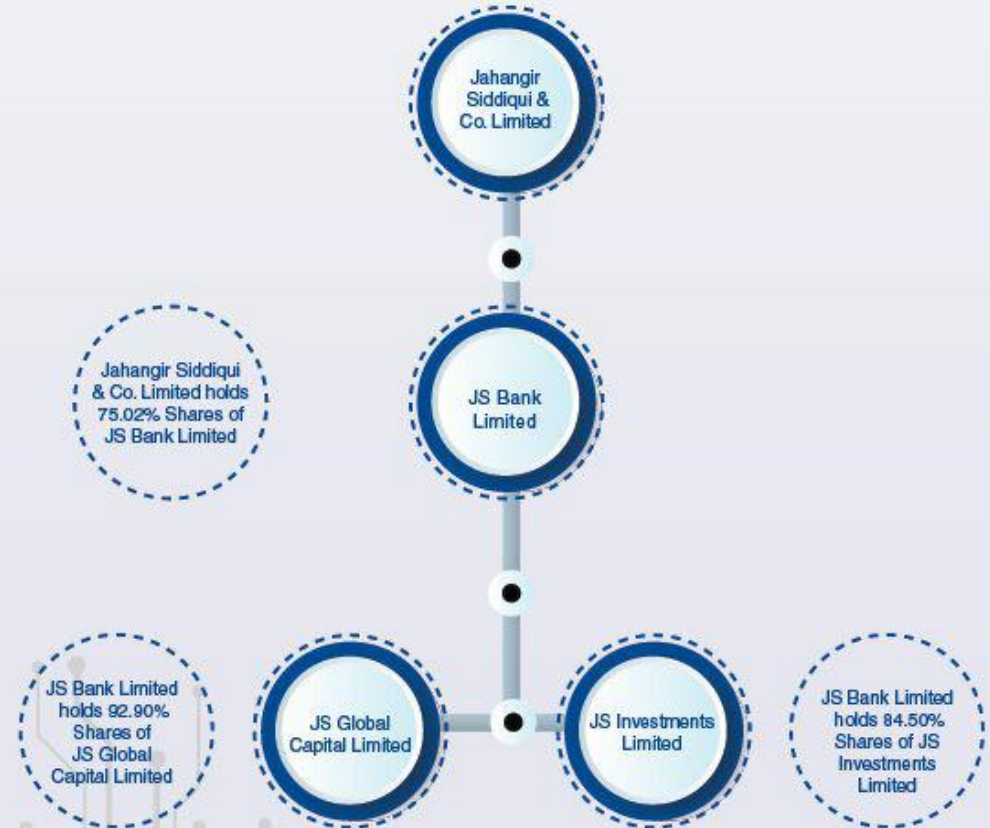 Jahangir
Siddiqui &
Co. Limited
Jahangir Siddiqui
& Co. Limited holds
75.02% Shares of
JS Bank Limited
JS Bank
Limited
JS Bank Limited
holds 92.90%
Shares of
JS Global
Capital Limited
JS Global
Capital Limited
JS Investments
Limited
JS Bank Limited
holds 84.50%
Shares of JS
Investments
Limited